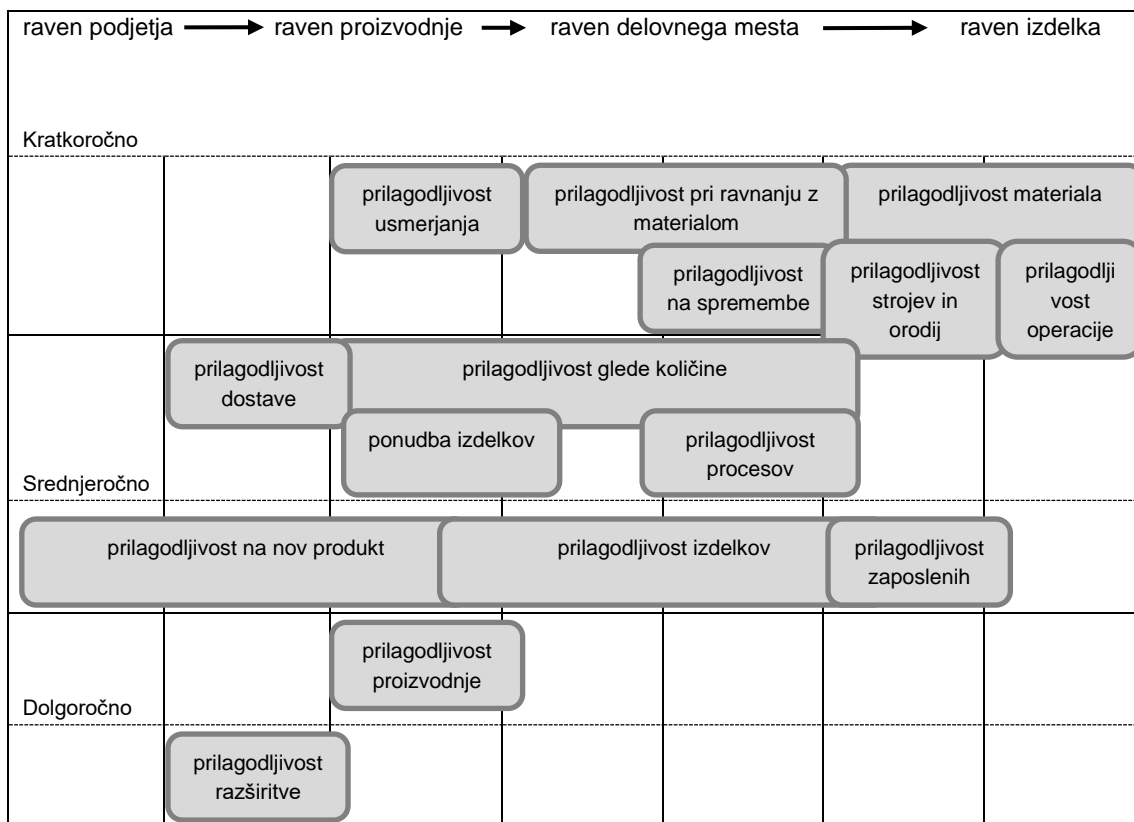 raven podjetja
raven proizvodnje
raven delovnega mesta
raven izdelka
Kratkoročno
prilagodljivost
usmerjanja
prilagodljivost pri ravnanju z
materialom
prilagodljivost materiala
prilagodljivost
na spremembe
prilagodljivost
strojev in
orodij
prilagodlji
vost
operacije
prilagodljivost
dostave
prilagodljivost glede količine
ponudba izdelkov
prilagodljivost
procesov
Srednjeročno
prilagodljivost na nov produkt
prilagodljivost izdelkov
prilagodljivost
zaposlenih
prilagodljivost
proizvodnje
Dolgoročno
prilagodljivost
razširitve